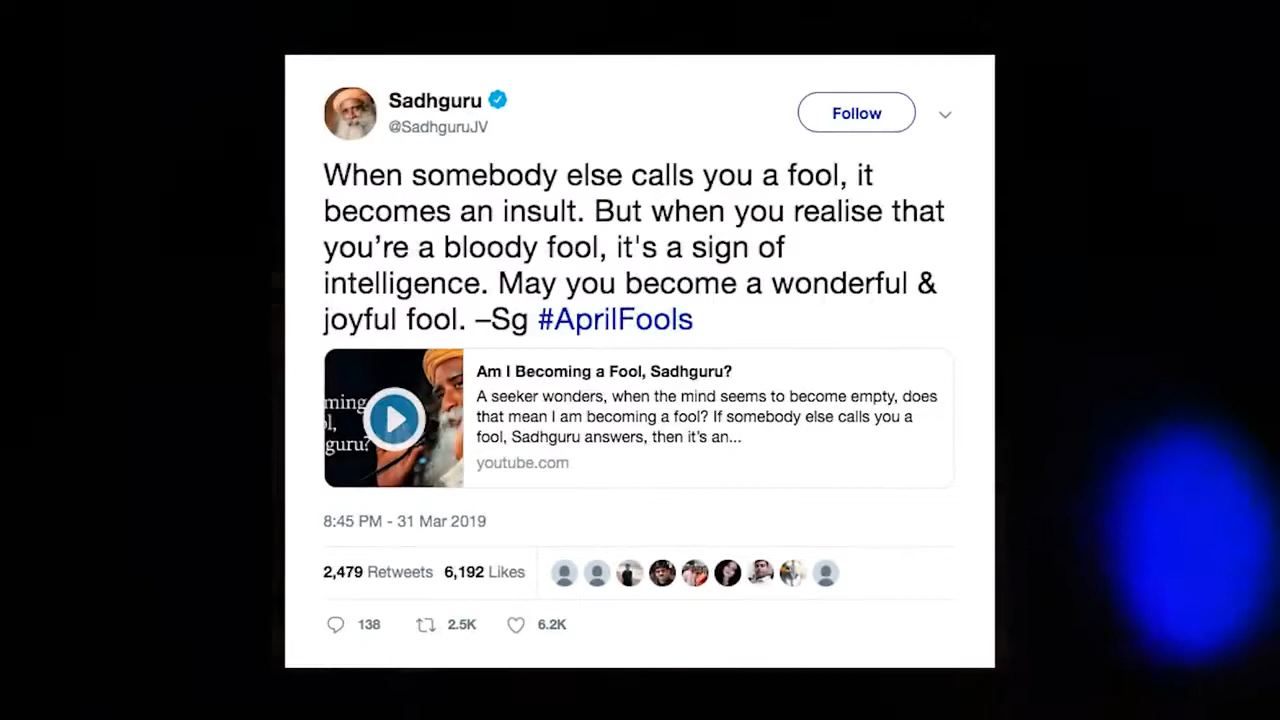 Sadhguru
@SadhguruJV
Follow
When somebody else calls you a fool, it
becomes an insult. But when you realise that
you’re a bloody fool, it's a sign of
intelligence. May you become a wonderful &
joyful fool. –Sg #AprilFools
ming
l,
guru?
Am I Becoming a Fool, Sadhguru?
A seeker wonders, when the mind seems to become empty, does
that mean I am becoming a fool? If somebody else calls you a
fool, Sadhguru answers, then it’s an...
youtube.com
8:45 PM - 31 Mar 2019
2,479 Retweets 6,192 Likes
138 2.5K 6.2K